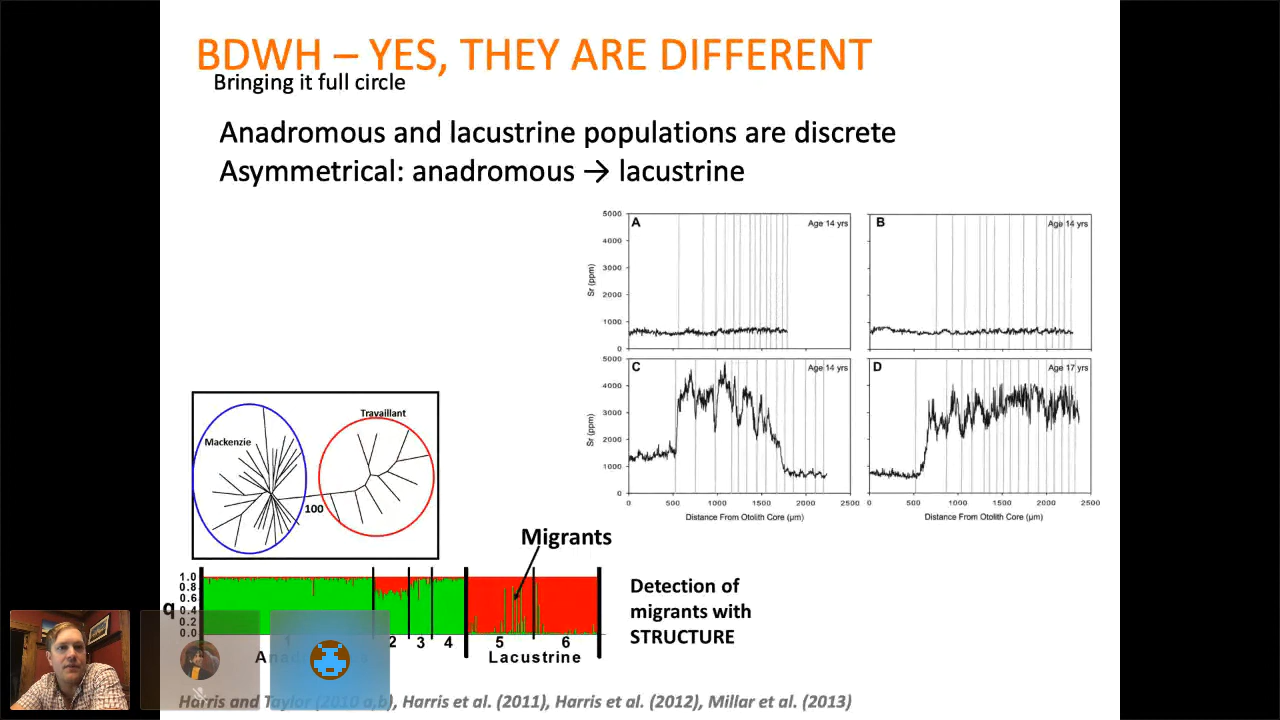 BDWH – YES, THEY ARE DIFFERENT
Bringing it full circle
Anadromous and lacustrine populations are discrete
Asymmetrical: anadromous → lacustrine
A
Age 14 yrs
B
Age 14 yrs
5000
4000
3000
2000
1000
0
Sr (ppm)
C
Age 14 yrs
D
Age 17 yrs
5000
4000
3000
2000
1000
0
Sr (ppm)
0 500 1000 1500 2000 2500
0 500 1000 1500 2000 2500
Distance From Otolith Core (µm)
Distance From Otolith Core (µm)
Travaillant
Mackenzie
100
Migrants
1.0
0.8
0.6
0.4
0.2
0.0
q
2 3 4 5 6
Lacustrine
Detection of
migrants with
STRUCTURE
Harris and Taylor (2010 a,b), Harris et al. (2011), Harris et al. (2012), Millar et al. (2013)